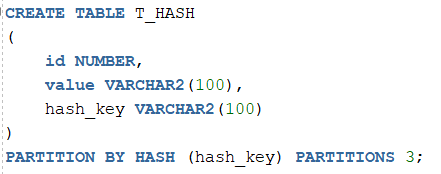 CREATE TABLE T_HASH
(
    id NUMBER,
    value VARCHAR2(100),
    hash_key VARCHAR2(100)
)
PARTITION BY HASH (hash_key) PARTITIONS 3;